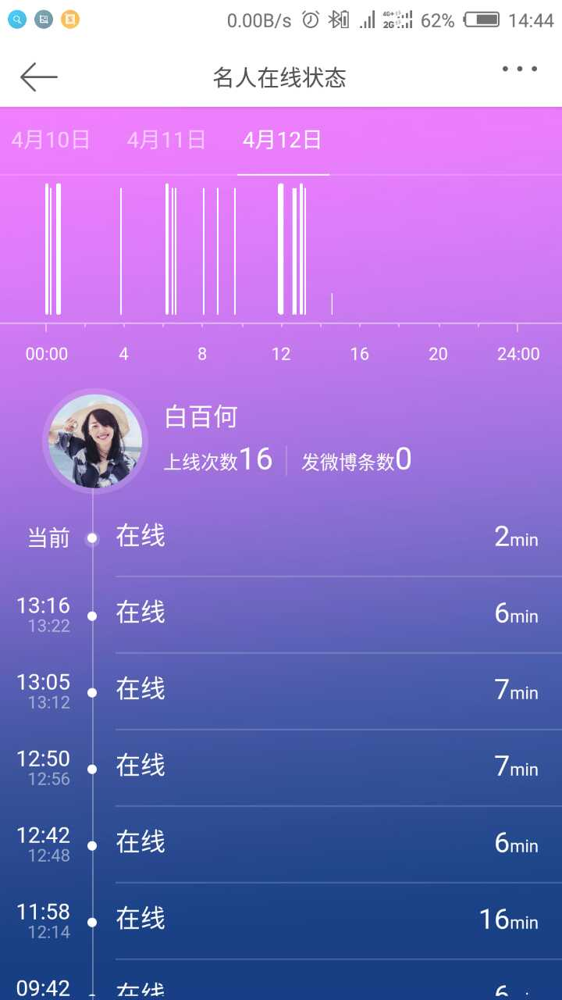 0.00B/s 4G+ 2G 62% 14:44
名人在线状态
4月10日 4月11日 4月12日
00:00 4 8 12 16 20 24:00
白百何
上线次数16 发微博条数0
当前 在线 2min
13:16 在线 6min
13:22
13:05 在线 7min
13:12
12:50 在线 7min
12:56
12:42 在线 6min
12:48
11:58 在线 16min
12:14
09:42 在线